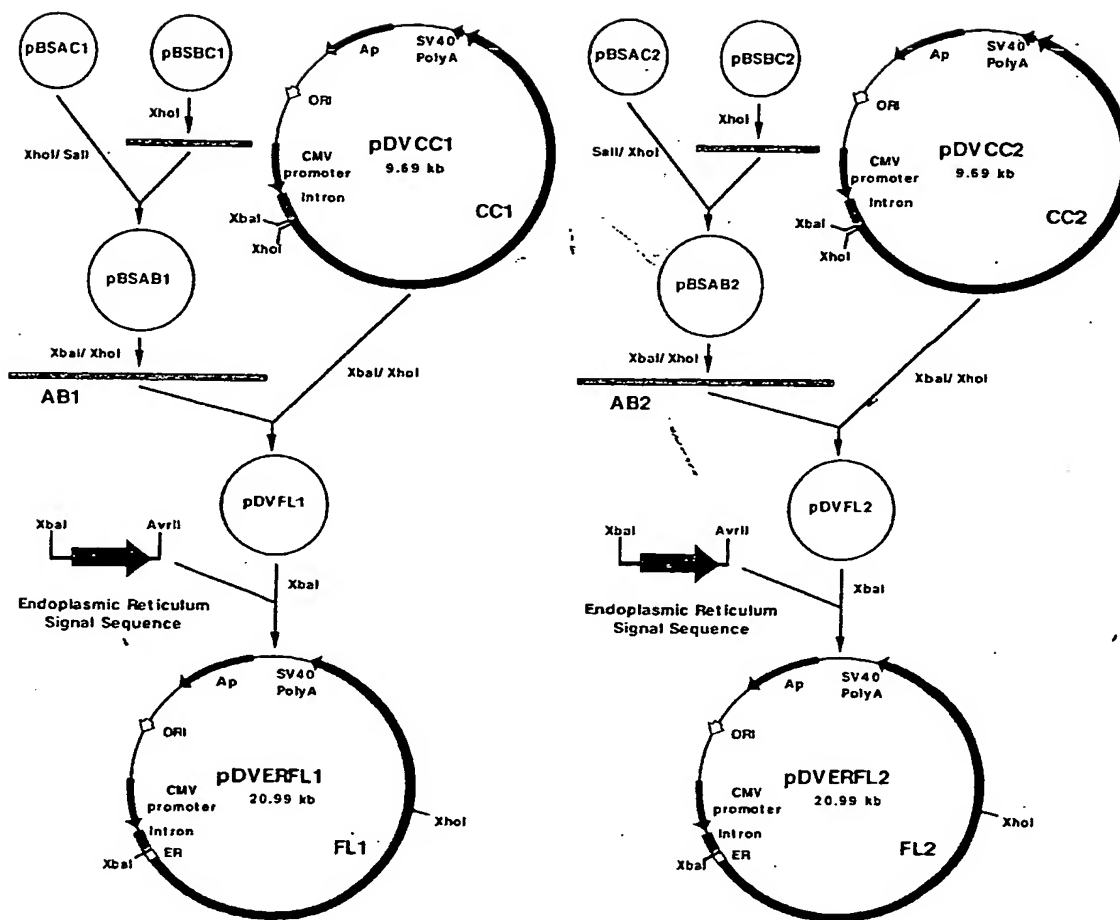 pBSAC1
pBSBC1
XhoI
XhoI/ SalI
Ap
SV40
PolyA
ORI
pDVCC1
9.69 kb
CMV
promoter
Intron
XbaI
XhoI
CC1
pBSAB1
XbaI/ XhoI
AB1
XbaI/ XhoI
pDVFL1
XbaI
AvrII
XbaI
Endoplasmic Reticulum
Signal Sequence
Ap
SV40
PolyA
ORI
pDVERFL1
20.99 kb
CMV
promoter
Intron
XbaI
ER
FL1
XhoI
pBSAC2
pBSBC2
XhoI
SalI/ XhoI
Ap
SV40
PolyA
ORI
pDVCC2
9.69 kb
CMV
promoter
Intron
XbaI
XhoI
CC2
pBSAB2
XbaI/ XhoI
AB2
XbaI/ XhoI
pDVFL2
XbaI
AvrII
XbaI
Endoplasmic Reticulum
Signal Sequence
Ap
SV40
PolyA
ORI
pDVERFL2
20.99 kb
CMV
promoter
Intron
XbaI
ER
FL2
XhoI